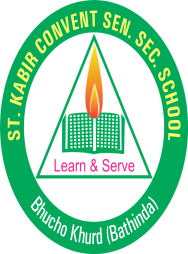 ST. KABIR CONVENT SEN. SEC. SCHOOL
Learn & Serve
Bhucho Khurd (Bathinda)